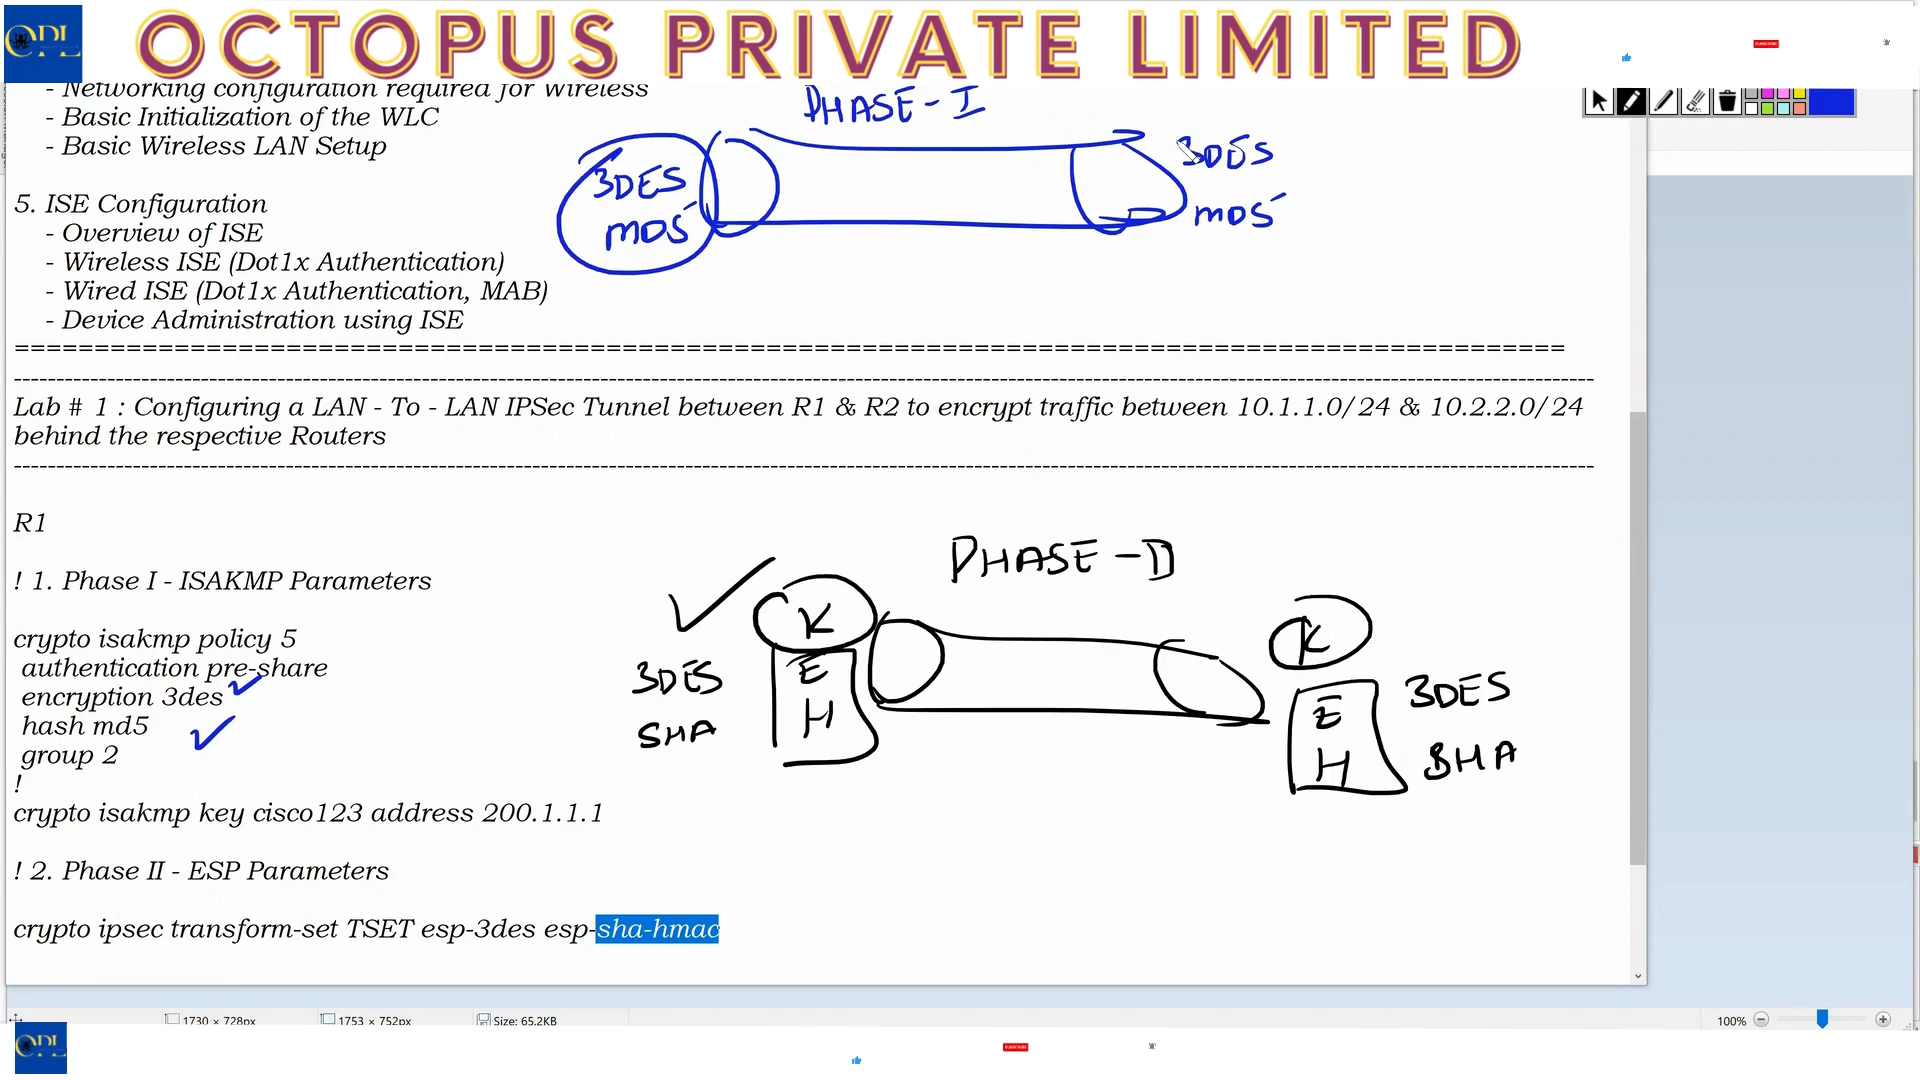 OPL
OCTOPUS PRIVATE LIMITED
- Networking configuration required for wireless
- Basic Initialization of the WLC
- Basic Wireless LAN Setup
PHASE - I
3DES
MD5
3DES
MD5
5. ISE Configuration
- Overview of ISE
- Wireless ISE (Dot1x Authentication)
- Wired ISE (Dot1x Authentication, MAB)
- Device Administration using ISE
Lab # 1 : Configuring a LAN - To - LAN IPSec Tunnel between R1 & R2 to encrypt traffic between 10.1.1.0/24 & 10.2.2.0/24
behind the respective Routers
R1
! 1. Phase I - ISAKMP Parameters
crypto isakmp policy 5
authentication pre-share
encryption 3des
hash md5
group 2
!
crypto isakmp key cisco123 address 200.1.1.1
PHASE - II
K
E
H
3DES
SHA
K
E
H
3DES
SHA
! 2. Phase II - ESP Parameters
crypto ipsec transform-set TSET esp-3des esp-sha-hmac
1730 × 728px
1753 × 752px
Size: 65.2KB
100%
OPL
SUBSCRIBE